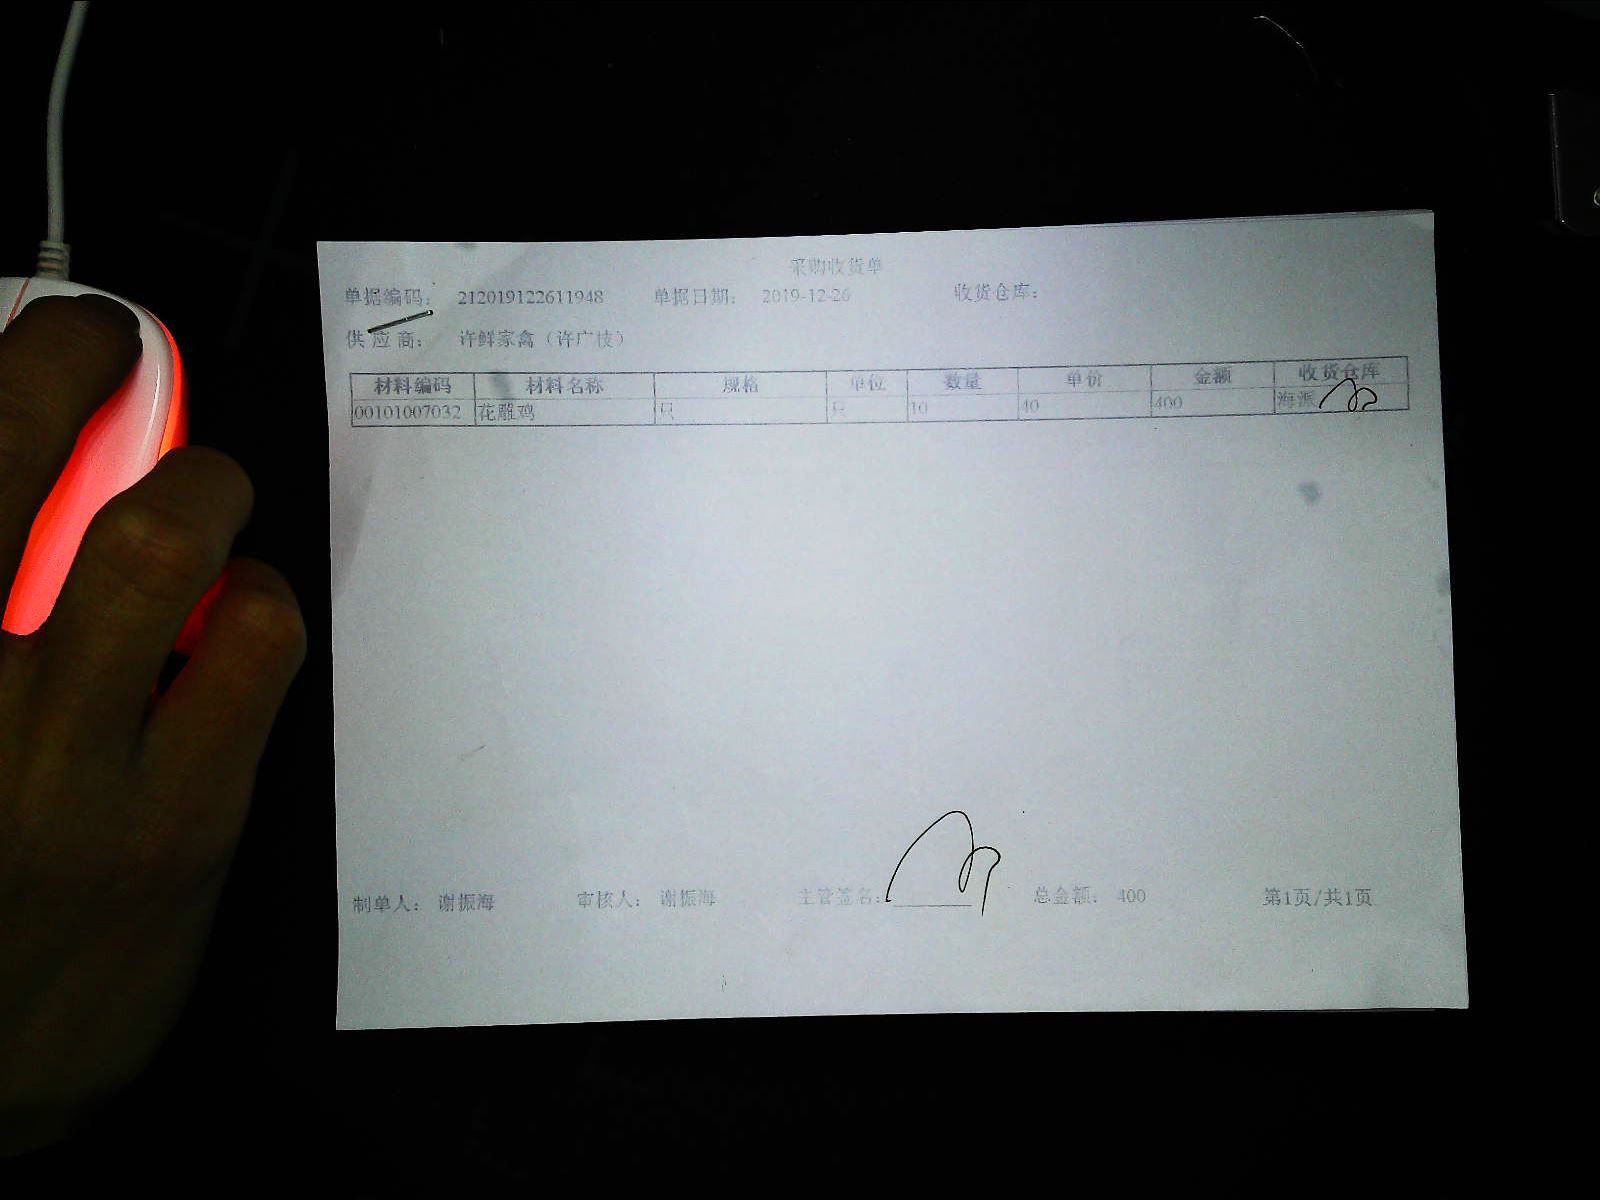 采购收货单
单据编码: 212019122611948 单据日期: 2019-12-26 收货仓库:
供应商: 许鲜家禽（许广枝）
材料编码 材料名称 规格 单位 数量 单价 金额 收货仓库
00101007032 花雕鸡 只 只 10 40 400 海派
制单人: 谢振海 审核人: 谢振海 主管签名: 总金额: 400 第1页/共1页